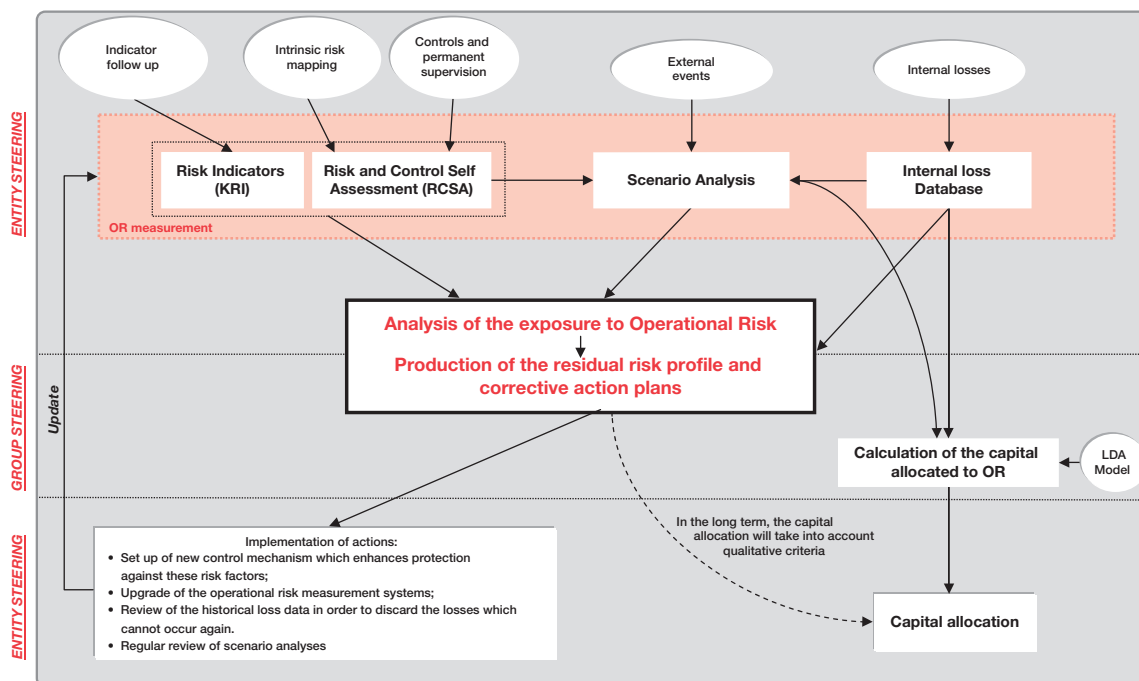 Indicator
follow up
Intrinsic risk
mapping
Controls and
permanent
supervision
External
events
Internal losses
ENTITY STEERING
Risk Indicators
(KRI)
Risk and Control Self
Assessment (RCSA)
Scenario Analysis
Internal loss
Database
OR measurement
Analysis of the exposure to Operational Risk
Production of the residual risk profile and
corrective action plans
GROUP STEERING
Update
Calculation of the capital
allocated to OR
LDA
Model
ENTITY STEERING
Implementation of actions:
• Set up of new control mechanism which enhances protection
against these risk factors;
• Upgrade of the operational risk measurement systems;
• Review of the historical loss data in order to discard the losses which
cannot occur again.
• Regular review of scenario analyses
In the long term, the capital
allocation will take into account
qualitative criteria
Capital allocation